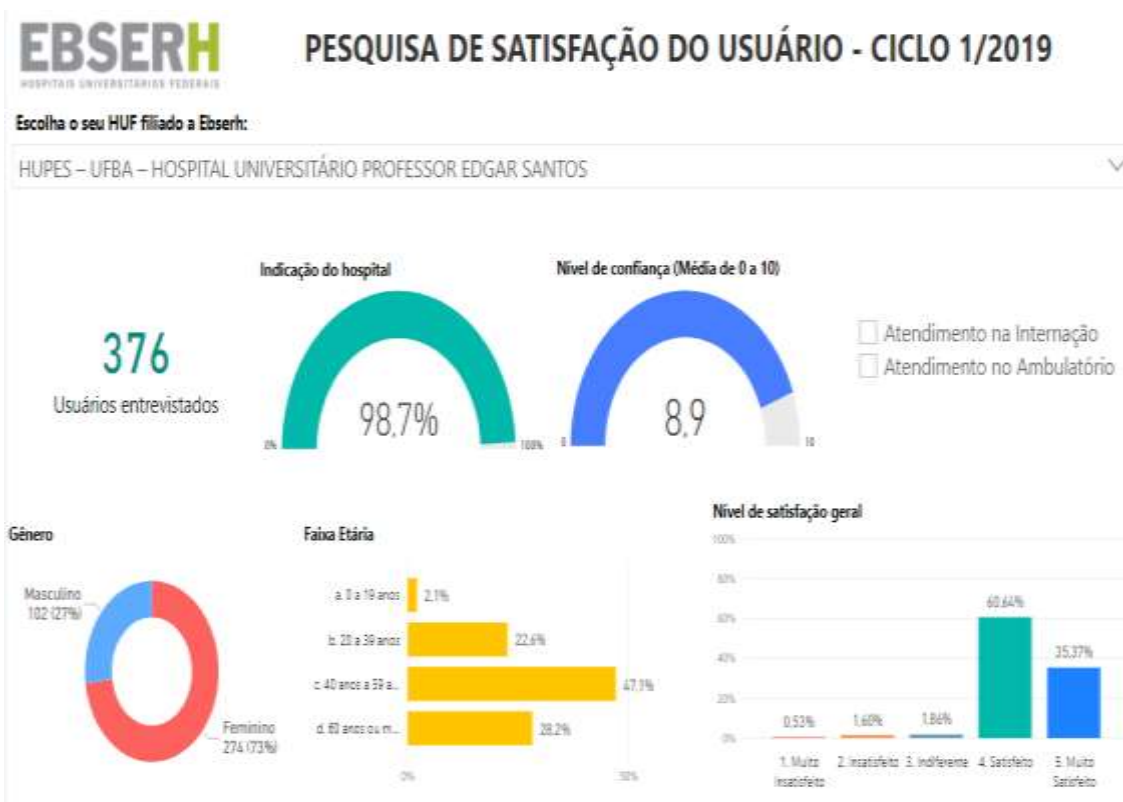 EBSERH
HOSPITAIS UNIVERSITÁRIOS FEDERAIS
PESQUISA DE SATISFAÇÃO DO USUÁRIO - CICLO 1/2019
Escolha o seu HUF filiado a Ebserh:
HUPES – UFBA – HOSPITAL UNIVERSITÁRIO PROFESSOR EDGAR SANTOS
Indicação do hospital
Nível de confiança (Média de 0 a 10)
376
Usuários entrevistados
98,7%
0%
100%
8,9
0
10
Atendimento na Internação
Atendimento no Ambulatório
Gênero
Masculino
102 (27%)
Feminino
274 (73%)
Faixa Etária
a. 0 a 19 anos
2,1%
b. 20 a 39 anos
22,6%
c. 40 anos a 59 a...
47,1%
d. 60 anos ou m...
28,2%
0%
50%
Nível de satisfação geral
100%
80%
60%
40%
20%
0%
0,53%
1,60%
1,86%
60,64%
35,37%
1. Muito
Insatisfeito
2. Insatisfeito
3. Indiferente
4. Satisfeito
5. Muito
Satisfeito